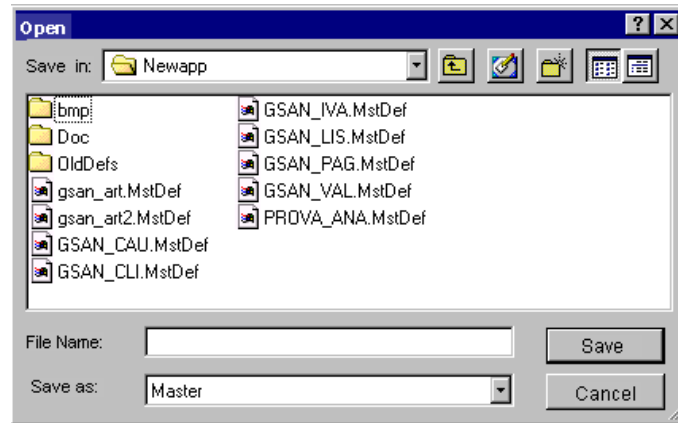 Open
Save in: Newapp
bmp
Doc
OldDefs
gsan_art.MstDef
gsan_art2.MstDef
GSAN_CAU.MstDef
GSAN_CLI.MstDef
GSAN_IVA.MstDef
GSAN_LIS.MstDef
GSAN_PAG.MstDef
GSAN_VAL.MstDef
PROVA_ANA.MstDef
File Name:
Save
Save as: Master
Cancel